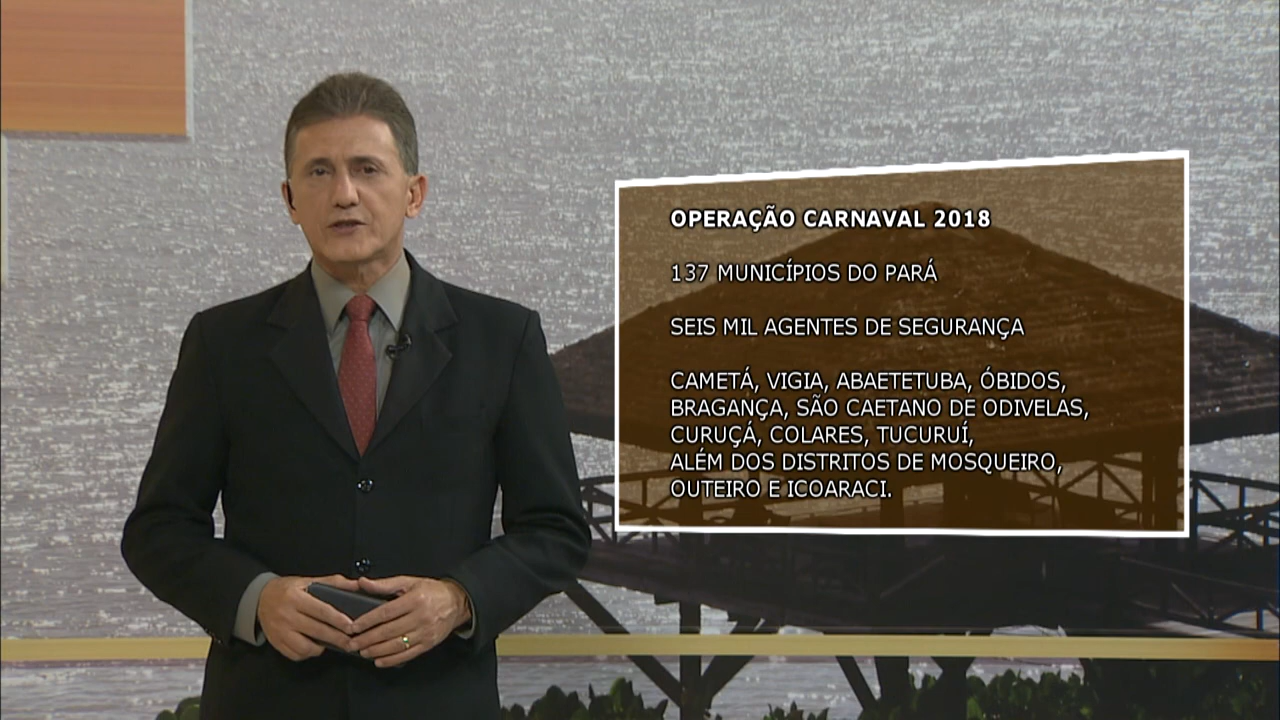 OPERAÇÃO CARNAVAL 2018
137 MUNICÍPIOS DO PARÁ
SEIS MIL AGENTES DE SEGURANÇA
CAMETÁ, VIGIA, ABAETETUBA, ÓBIDOS,
BRAGANÇA, SÃO CAETANO DE ODIVELAS,
CURUÇÁ, COLARES, TUCURUÍ,
ALÉM DOS DISTRITOS DE MOSQUEIRO,
OUTEIRO E ICOARACI.